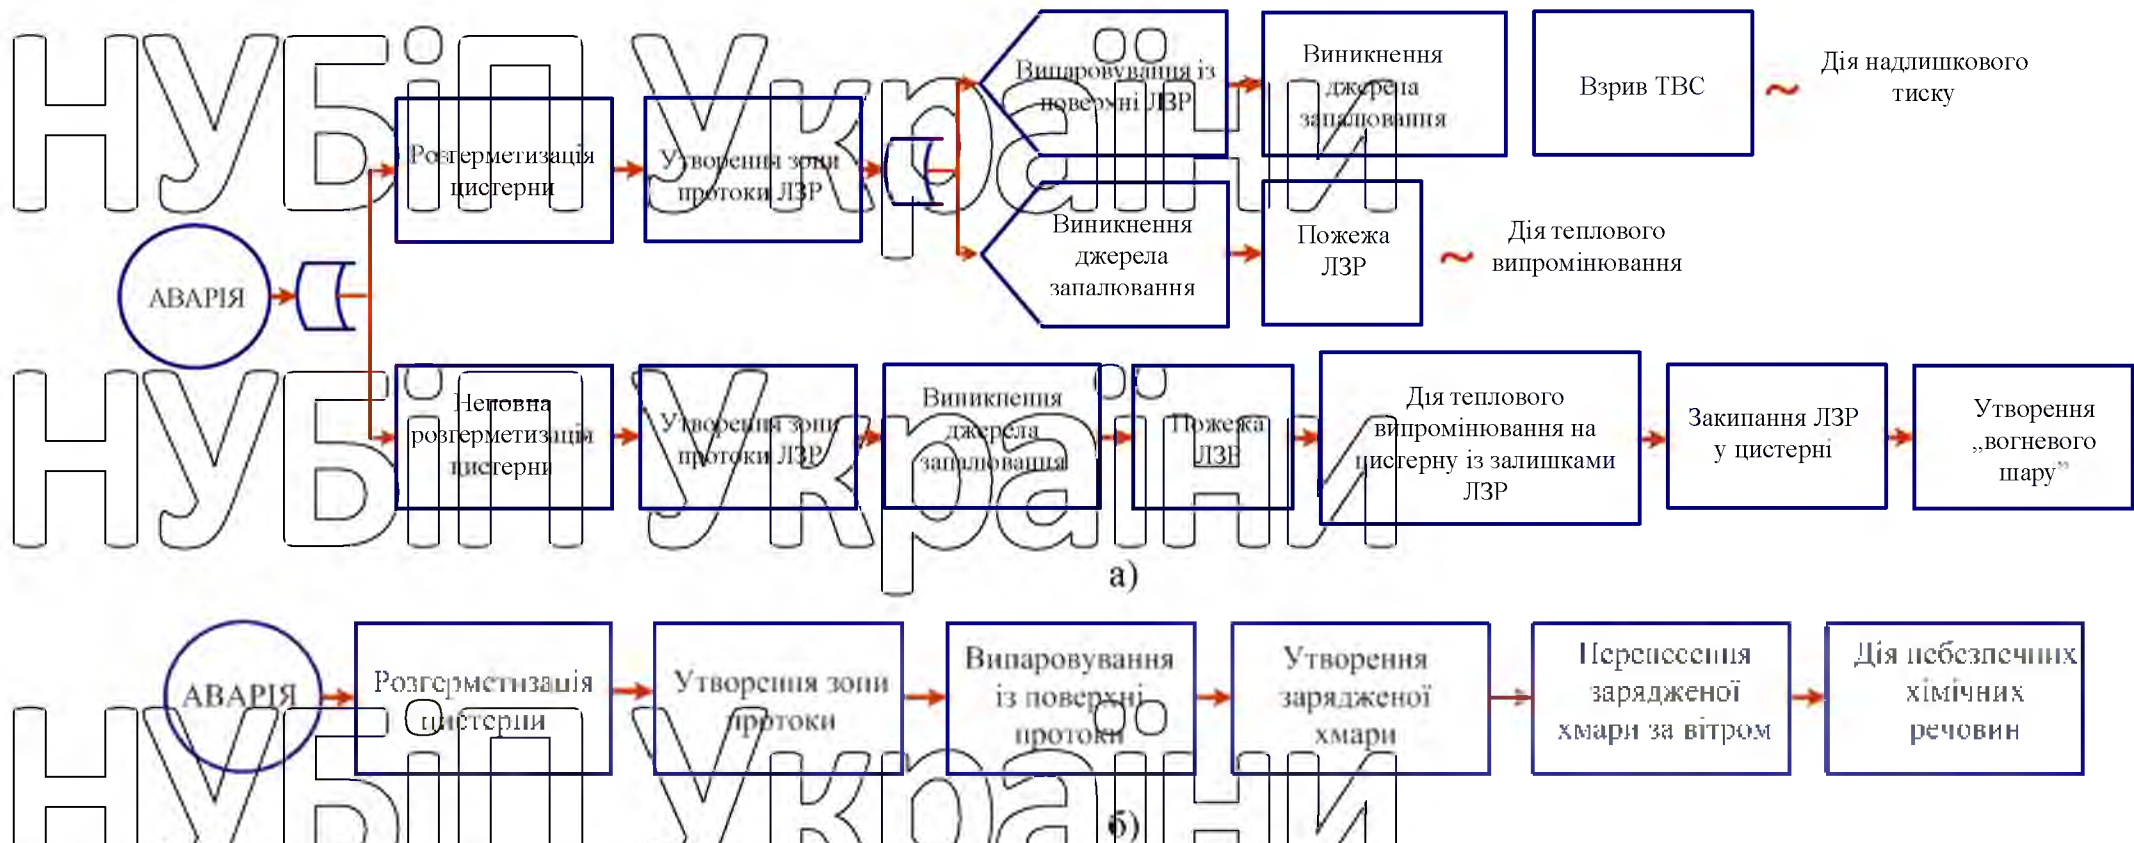 НУБіП України
Випаровування із
поверхні ЛЗР
Виникнення
джерела
запалювання
Взрив ТВС
~
Дія надлишкового
тиску
Розгерметизація
цистерни
Утворення зони
протоки ЛЗР
Виникнення
джерела
запалювання
Пожежа
ЛЗР
~
Дія теплового
випромінювання
АВАРІЯ
НУБіП України
Неповна
розгерметизація
цистерни
Утворення зони
протоки ЛЗР
Виникнення
джерела
запалювання
Пожежа
ЛЗР
Дія теплового
випромінювання на
цистерну із залишками
ЛЗР
Закипання ЛЗР
у цистерні
Утворення
„вогневого
шару”
а)
АВАРІЯ
Розгерметизація
цистерни
Утворення зони
протоки
Випаровування
із поверхні
протоки
Утворення
зарядженої
хмари
Перенесення
зарядженої
хмари за вітром
Дія небезпечних
хімічних
речовин
НУБіП України
б)